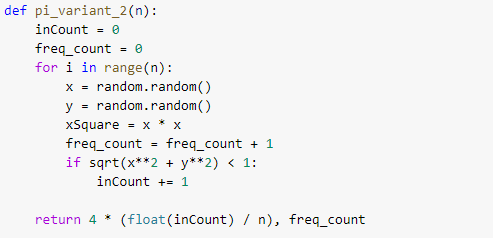 def pi_variant_2(n):
    inCount = 0
    freq_count = 0
    for i in range(n):
        x = random.random()
        y = random.random()
        xSquare = x * x
        freq_count = freq_count + 1
        if sqrt(x**2 + y**2) < 1:
            inCount += 1

    return 4 * (float(inCount) / n), freq_count